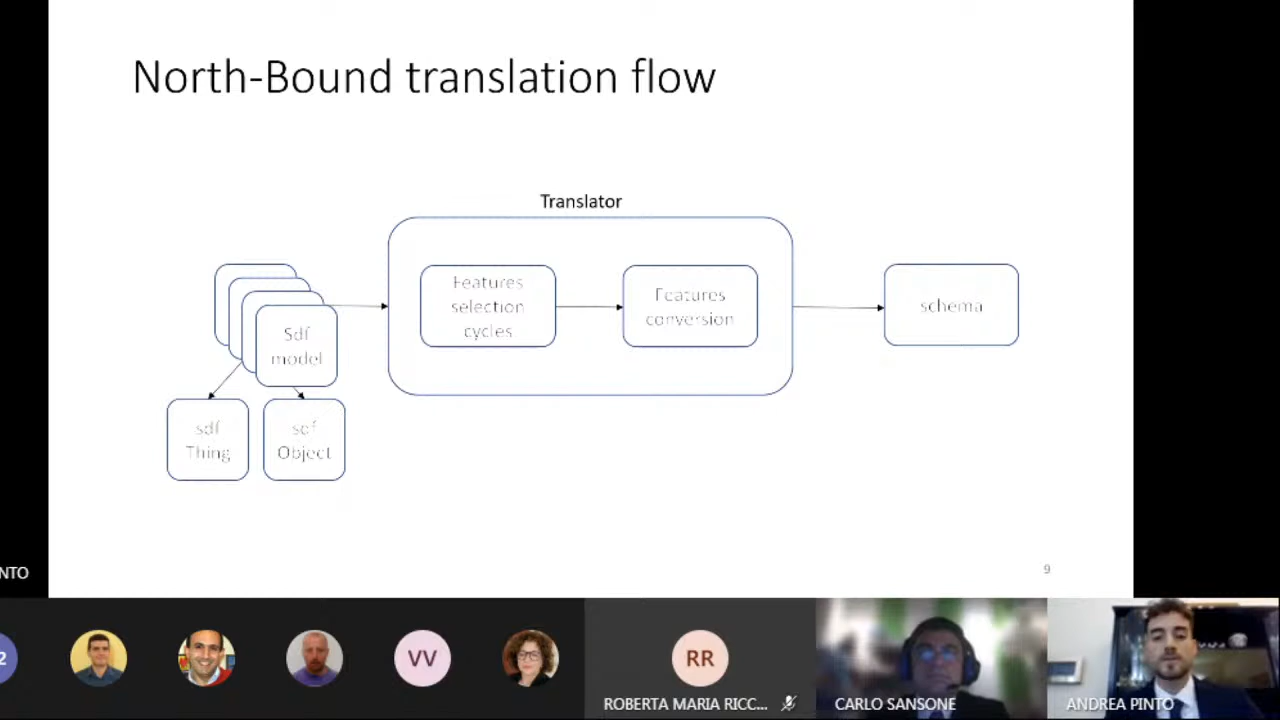 North-Bound translation flow
Translator
Features
selection
cycles
Features
conversion
schema
Sdf
model
sdf
Thing
sdf
Object
9
NTO
2
VV
RR
ROBERTA MARIA RICC...
CARLO SANSONE
ANDREA PINTO